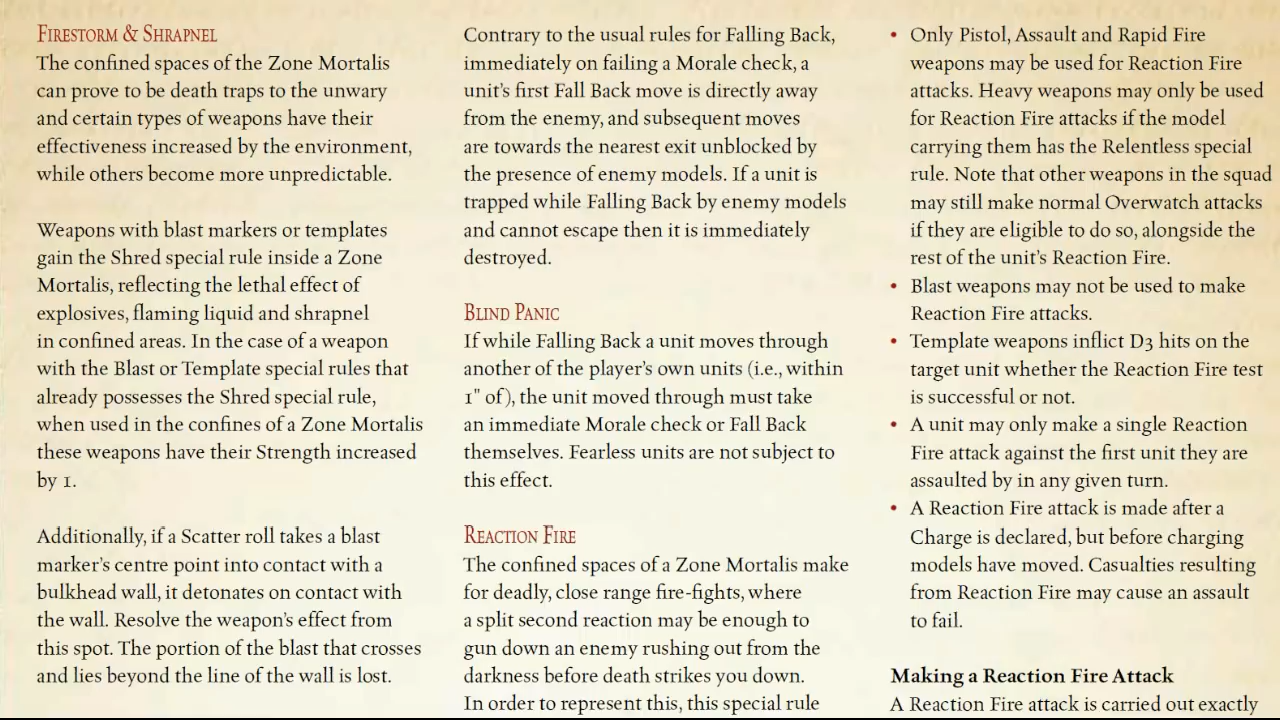 Firestorm & Shrapnel
The confined spaces of the Zone Mortalis
can prove to be death traps to the unwary
and certain types of weapons have their
effectiveness increased by the environment,
while others become more unpredictable.
Weapons with blast markers or templates
gain the Shred special rule inside a Zone
Mortalis, reflecting the lethal effect of
explosives, flaming liquid and shrapnel
in confined areas. In the case of a weapon
with the Blast or Template special rules that
already possesses the Shred special rule,
when used in the confines of a Zone Mortalis
these weapons have their Strength increased
by 1.
Additionally, if a Scatter roll takes a blast
marker's centre point into contact with a
bulkhead wall, it detonates on contact with
the wall. Resolve the weapon's effect from
this spot. The portion of the blast that crosses
and lies beyond the line of the wall is lost.
Contrary to the usual rules for Falling Back,
immediately on failing a Morale check, a
unit's first Fall Back move is directly away
from the enemy, and subsequent moves
are towards the nearest exit unblocked by
the presence of enemy models. If a unit is
trapped while Falling Back by enemy models
and cannot escape then it is immediately
destroyed.
Blind Panic
If while Falling Back a unit moves through
another of the player's own units (i.e., within
1" of), the unit moved through must take
an immediate Morale check or Fall Back
themselves. Fearless units are not subject to
this effect.
Reaction Fire
The confined spaces of a Zone Mortalis make
for deadly, close range fire-fights, where
a split second reaction may be enough to
gun down an enemy rushing out from the
darkness before death strikes you down.
In order to represent this, this special rule
• Only Pistol, Assault and Rapid Fire
weapons may be used for Reaction Fire
attacks. Heavy weapons may only be used
for Reaction Fire attacks if the model
carrying them has the Relentless special
rule. Note that other weapons in the squad
may still make normal Overwatch attacks
if they are eligible to do so, alongside the
rest of the unit's Reaction Fire.
• Blast weapons may not be used to make
Reaction Fire attacks.
• Template weapons inflict D3 hits on the
target unit whether the Reaction Fire test
is successful or not.
• A unit may only make a single Reaction
Fire attack against the first unit they are
assaulted by in any given turn.
• A Reaction Fire attack is made after a
Charge is declared, but before charging
models have moved. Casualties resulting
from Reaction Fire may cause an assault
to fail.
Making a Reaction Fire Attack
A Reaction Fire attack is carried out exactly